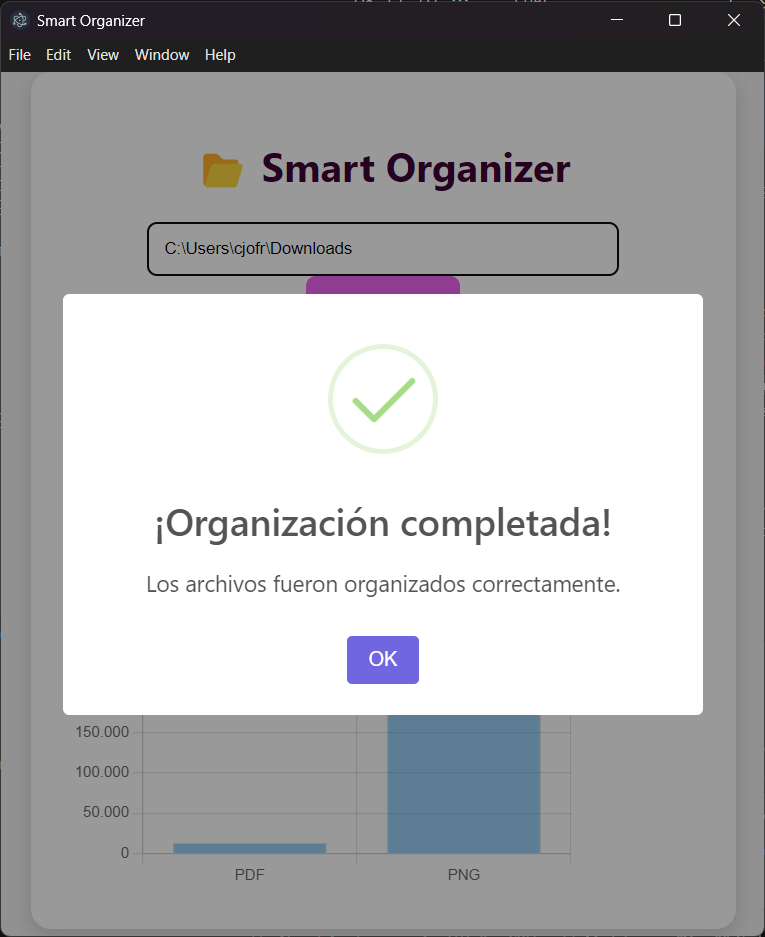 Smart Organizer
File Edit View Window Help
Smart Organizer
C:\Users\cjofr\Downloads
¡Organización completada!
Los archivos fueron organizados correctamente.
OK
150.000
100.000
50.000
0
PDF PNG